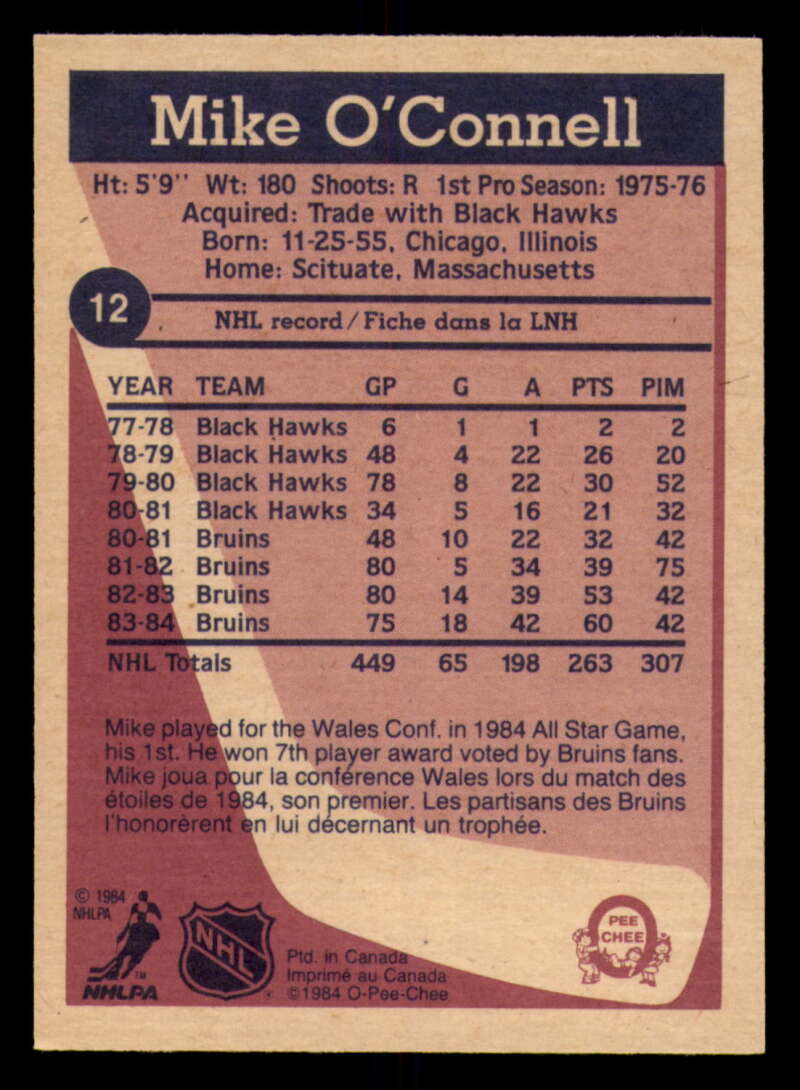 Mike O'Connell
Ht: 5'9'' Wt: 180 Shoots: R 1st Pro Season: 1975-76
Acquired: Trade with Black Hawks
Born: 11-25-55, Chicago, Illinois
Home: Scituate, Massachusetts
12
NHL record/Fiche dans la LNH
YEAR TEAM GP G A PTS PIM
77-78 Black Hawks 6 1 1 2 2
78-79 Black Hawks 48 4 22 26 20
79-80 Black Hawks 78 8 22 30 52
80-81 Black Hawks 34 5 16 21 32
80-81 Bruins 48 10 22 32 42
81-82 Bruins 80 5 34 39 75
82-83 Bruins 80 14 39 53 42
83-84 Bruins 75 18 42 60 42
NHL Totals 449 65 198 263 307
Mike played for the Wales Conf. in 1984 All Star Game,
his 1st. He won 7th player award voted by Bruins fans.
Mike joua pour la conférence Wales lors du match des
étoiles de 1984, son premier. Les partisans des Bruins
l'honorèrent en lui décernant un trophée.
© 1984
NHLPA
TM
NHLPA
NHL
Ptd. in Canada
Imprimé au Canada
©1984 O-Pee-Chee
PEE
CHEE